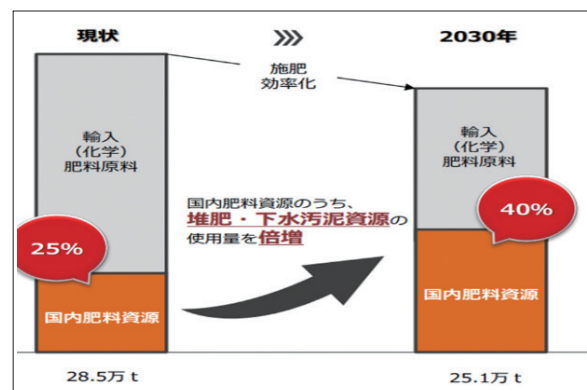 現状
2030年
施肥
効率化
輸入
(化学)
肥料原料
輸入
(化学)
肥料原料
国内肥料資源のうち、
堆肥・下水汚泥資源の
使用量を倍増
25%
40%
国内肥料資源
国内肥料資源
28.5万 t
25.1万 t